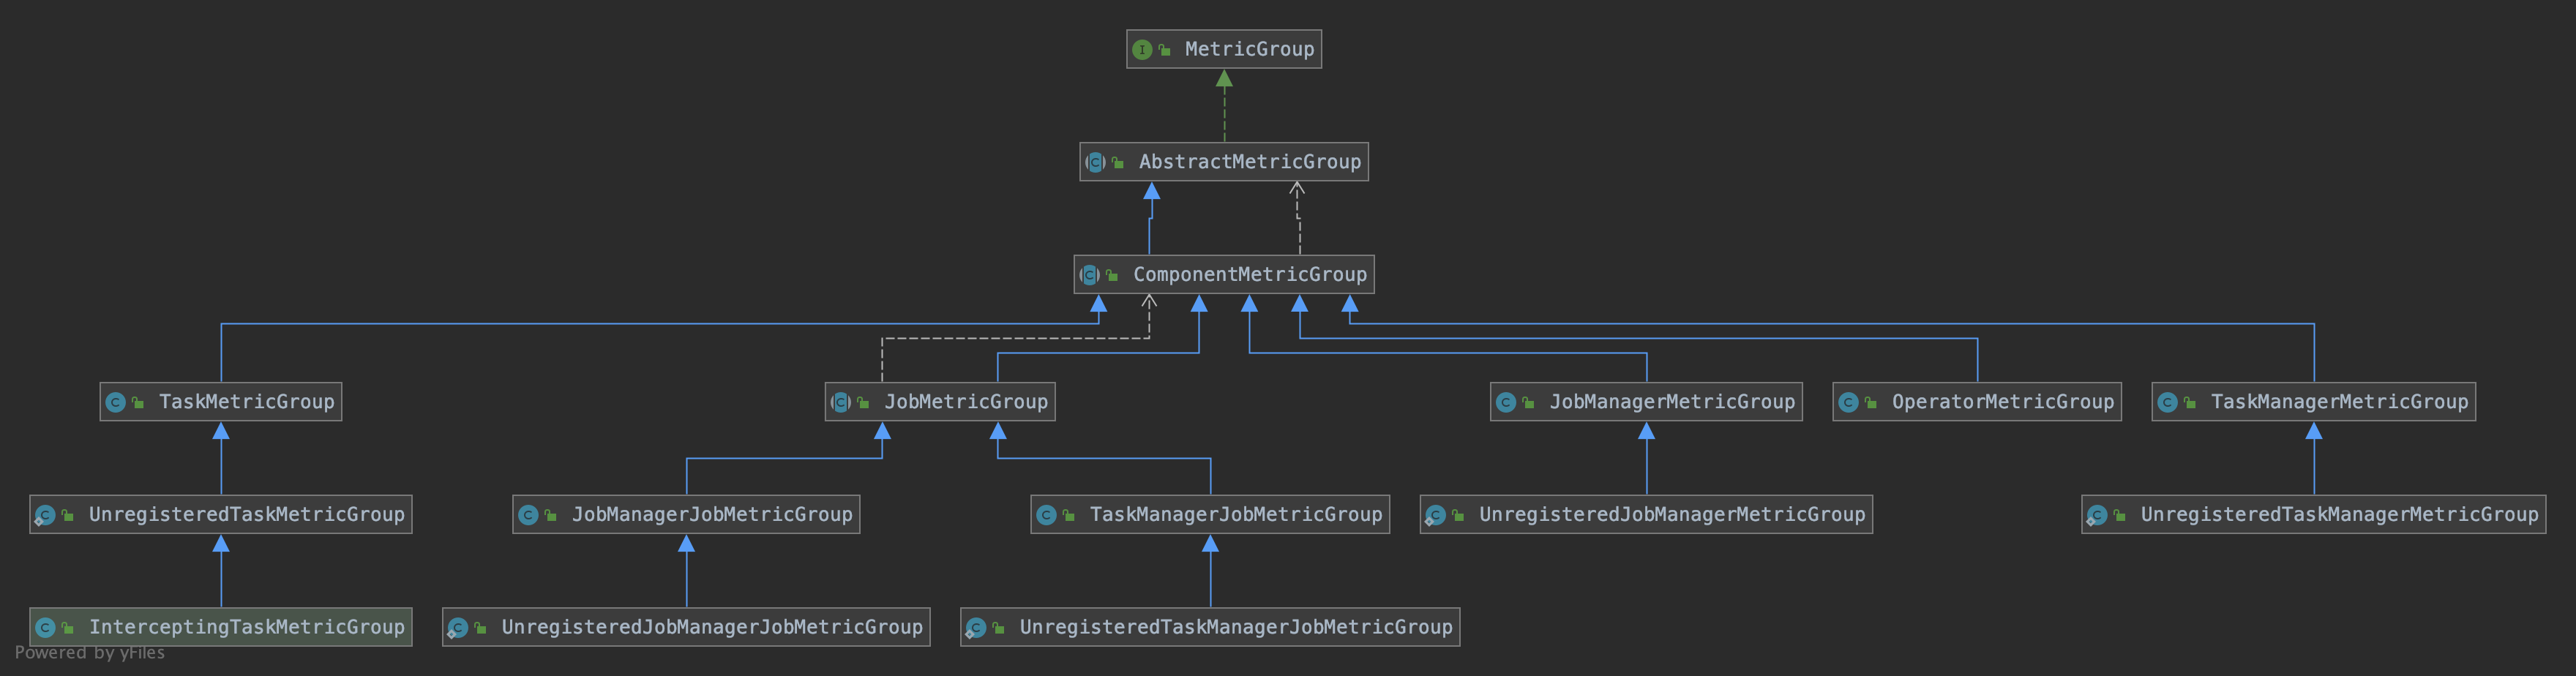 MetricGroup
AbstractMetricGroup
ComponentMetricGroup
TaskMetricGroup
JobMetricGroup
JobManagerMetricGroup
OperatorMetricGroup
TaskManagerMetricGroup
UnregisteredTaskMetricGroup
JobManagerJobMetricGroup
TaskManagerJobMetricGroup
UnregisteredJobManagerMetricGroup
UnregisteredTaskManagerMetricGroup
InterceptingTaskMetricGroup
UnregisteredJobManagerJobMetricGroup
UnregisteredTaskManagerJobMetricGroup
Powered by yFiles